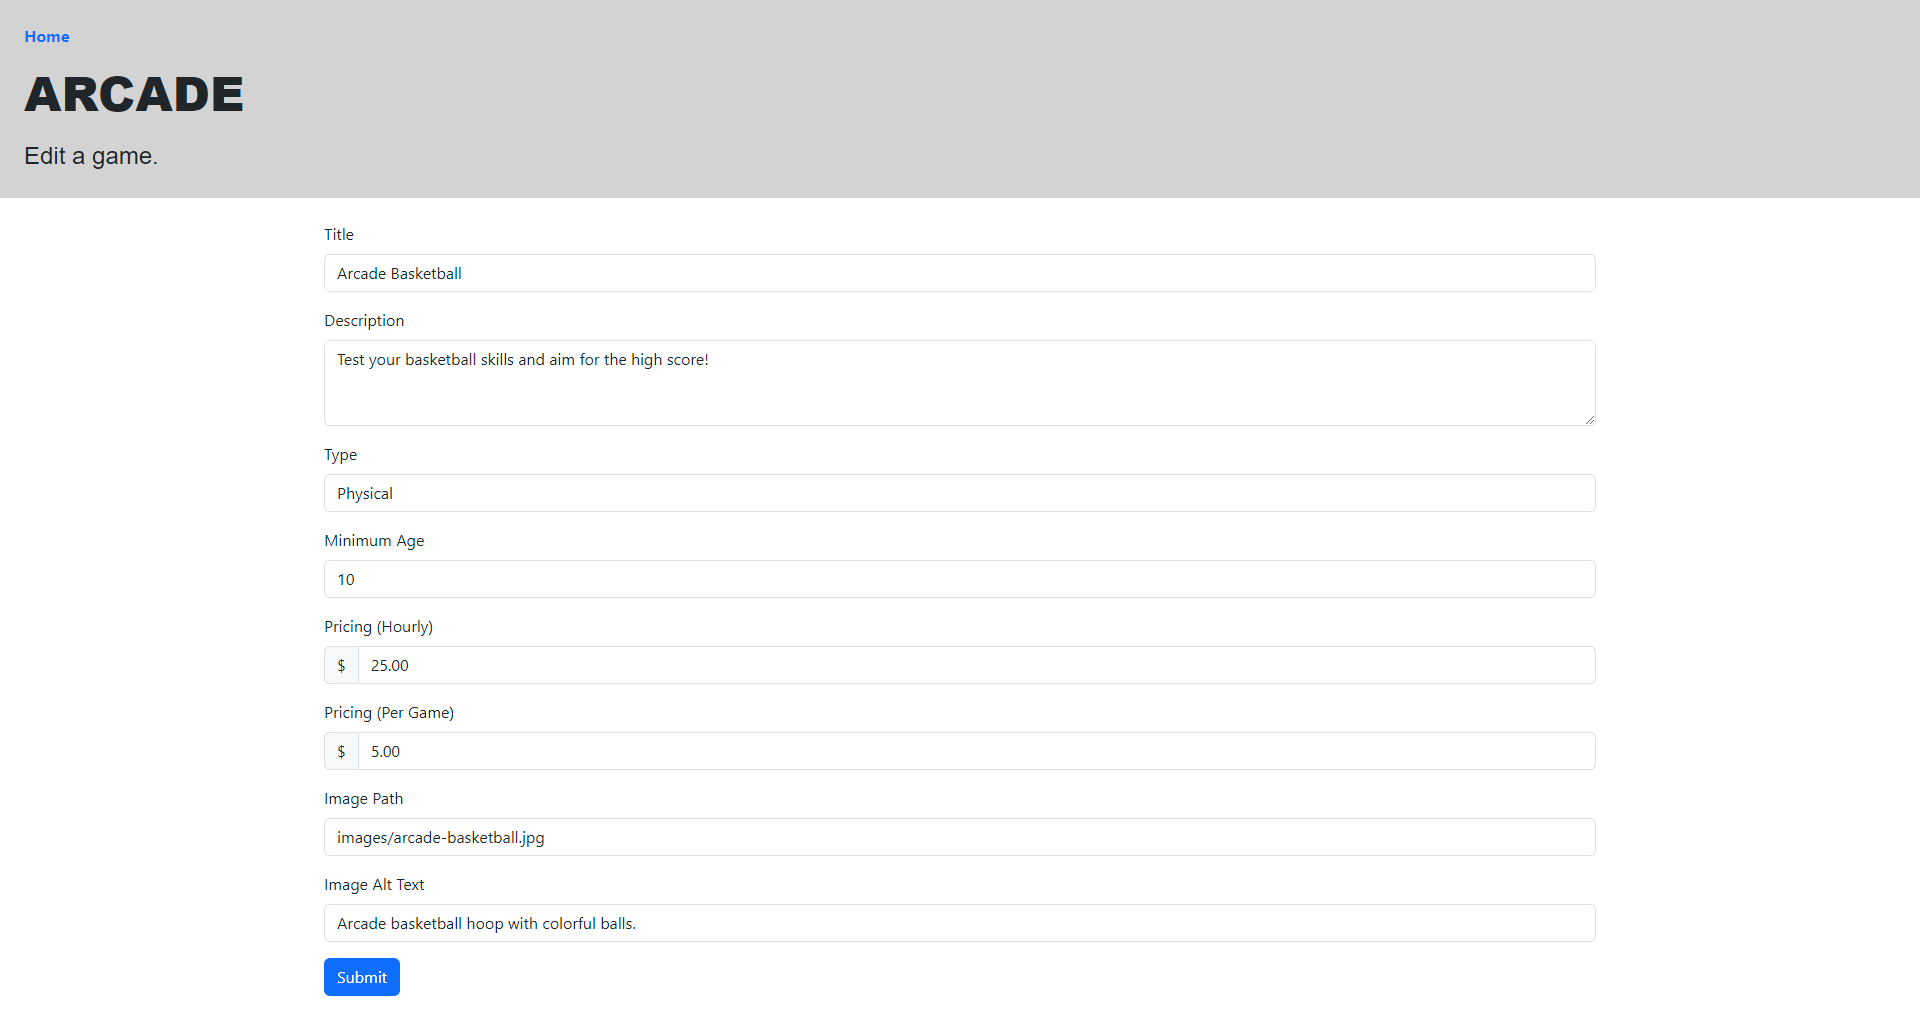 Home
ARCADE
Edit a game.
Title
Arcade Basketball
Description
Test your basketball skills and aim for the high score!
Type
Physical
Minimum Age
10
Pricing (Hourly)
$ 25.00
Pricing (Per Game)
$ 5.00
Image Path
images/arcade-basketball.jpg
Image Alt Text
Arcade basketball hoop with colorful balls.
Submit